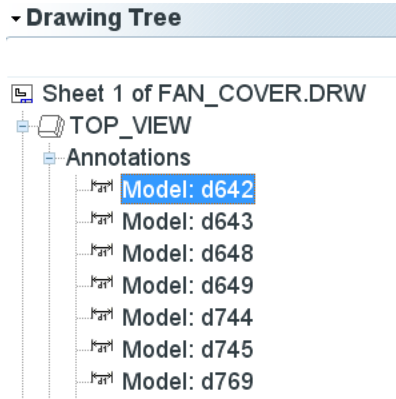 Drawing Tree
Sheet 1 of FAN_COVER.DRW
TOP_VIEW
Annotations
Model: d642
Model: d643
Model: d648
Model: d649
Model: d744
Model: d745
Model: d769